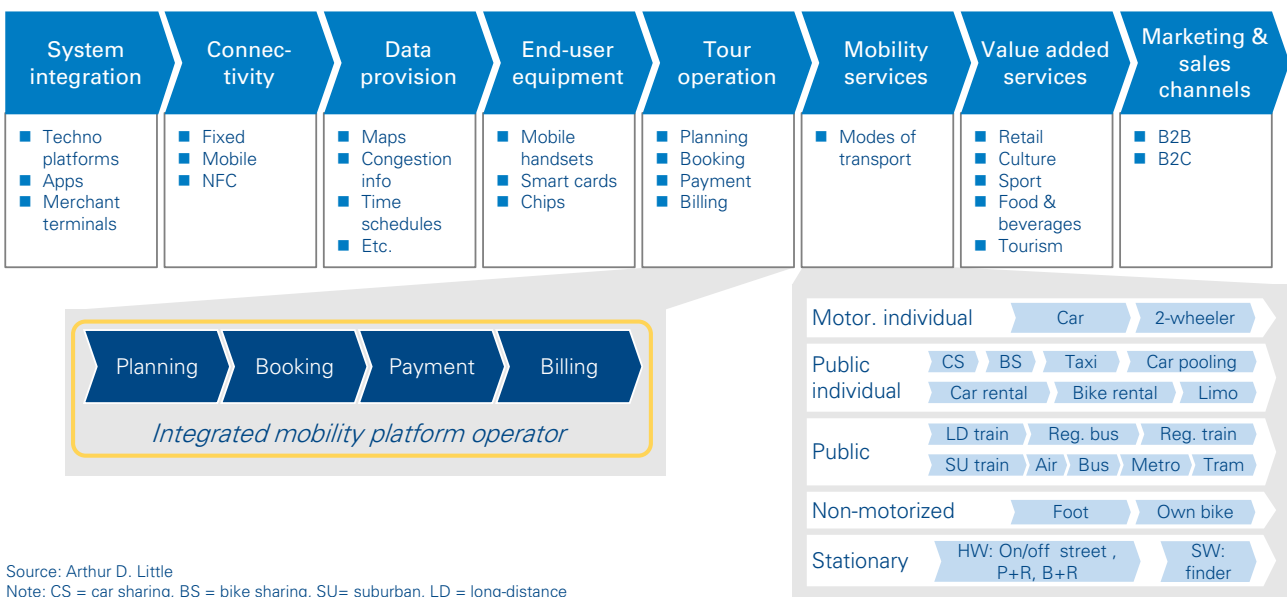 System
integration
Connec-
tivity
Data
provision
End-user
equipment
Tour
operation
Mobility
services
Value added
services
Marketing &
sales
channels
Techno
platforms
Apps
Merchant
terminals
Fixed
Mobile
NFC
Maps
Congestion
info
Time
schedules
Etc.
Mobile
handsets
Smart cards
Chips
Planning
Booking
Payment
Billing
Modes of
transport
Retail
Culture
Sport
Food &
beverages
Tourism
B2B
B2C
Planning Booking Payment Billing
Integrated mobility platform operator
Motor. individual Car 2-wheeler
Public
individual
CS BS Taxi Car pooling
Car rental Bike rental Limo
Public
LD train Reg. bus Reg. train
SU train Air Bus Metro Tram
Non-motorized Foot Own bike
Stationary
HW: On/off street ,
P+R, B+R
SW:
finder
Source: Arthur D. Little
Note: CS = car sharing, BS = bike sharing, SU= suburban, LD = long-distance